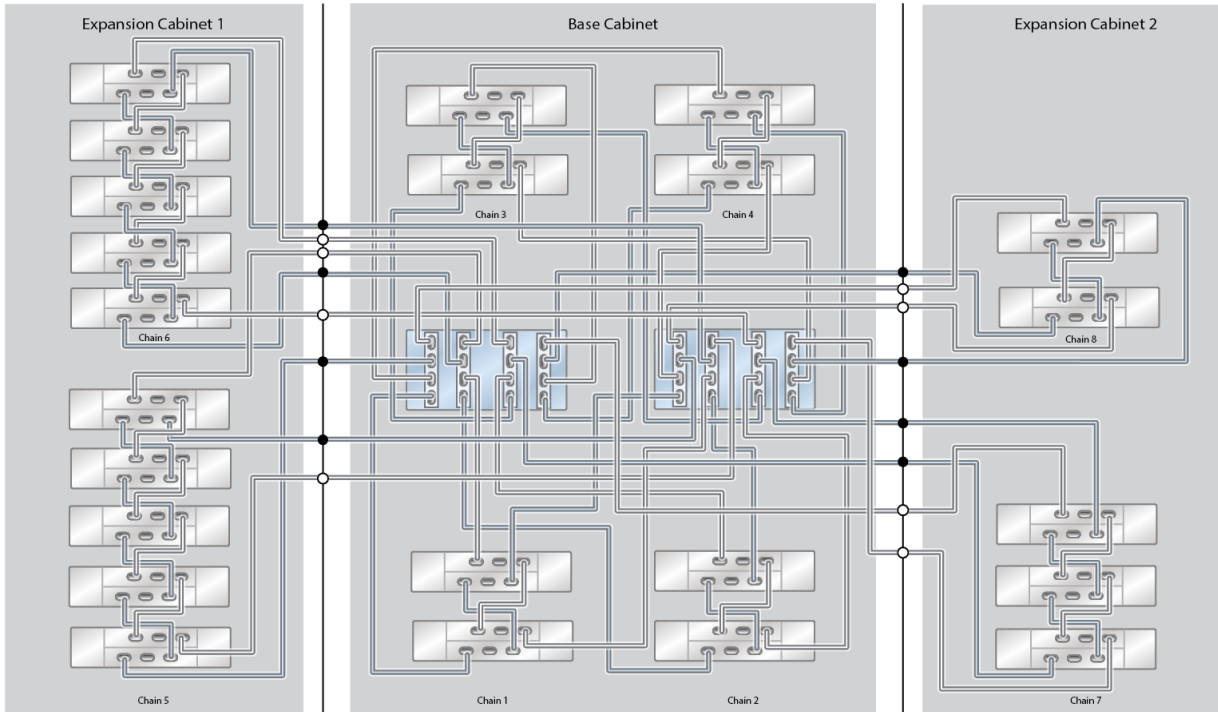 Expansion Cabinet 1
Base Cabinet
Expansion Cabinet 2
Chain 3
Chain 4
Chain 6
Chain 8
Chain 5
Chain 1
Chain 2
Chain 7